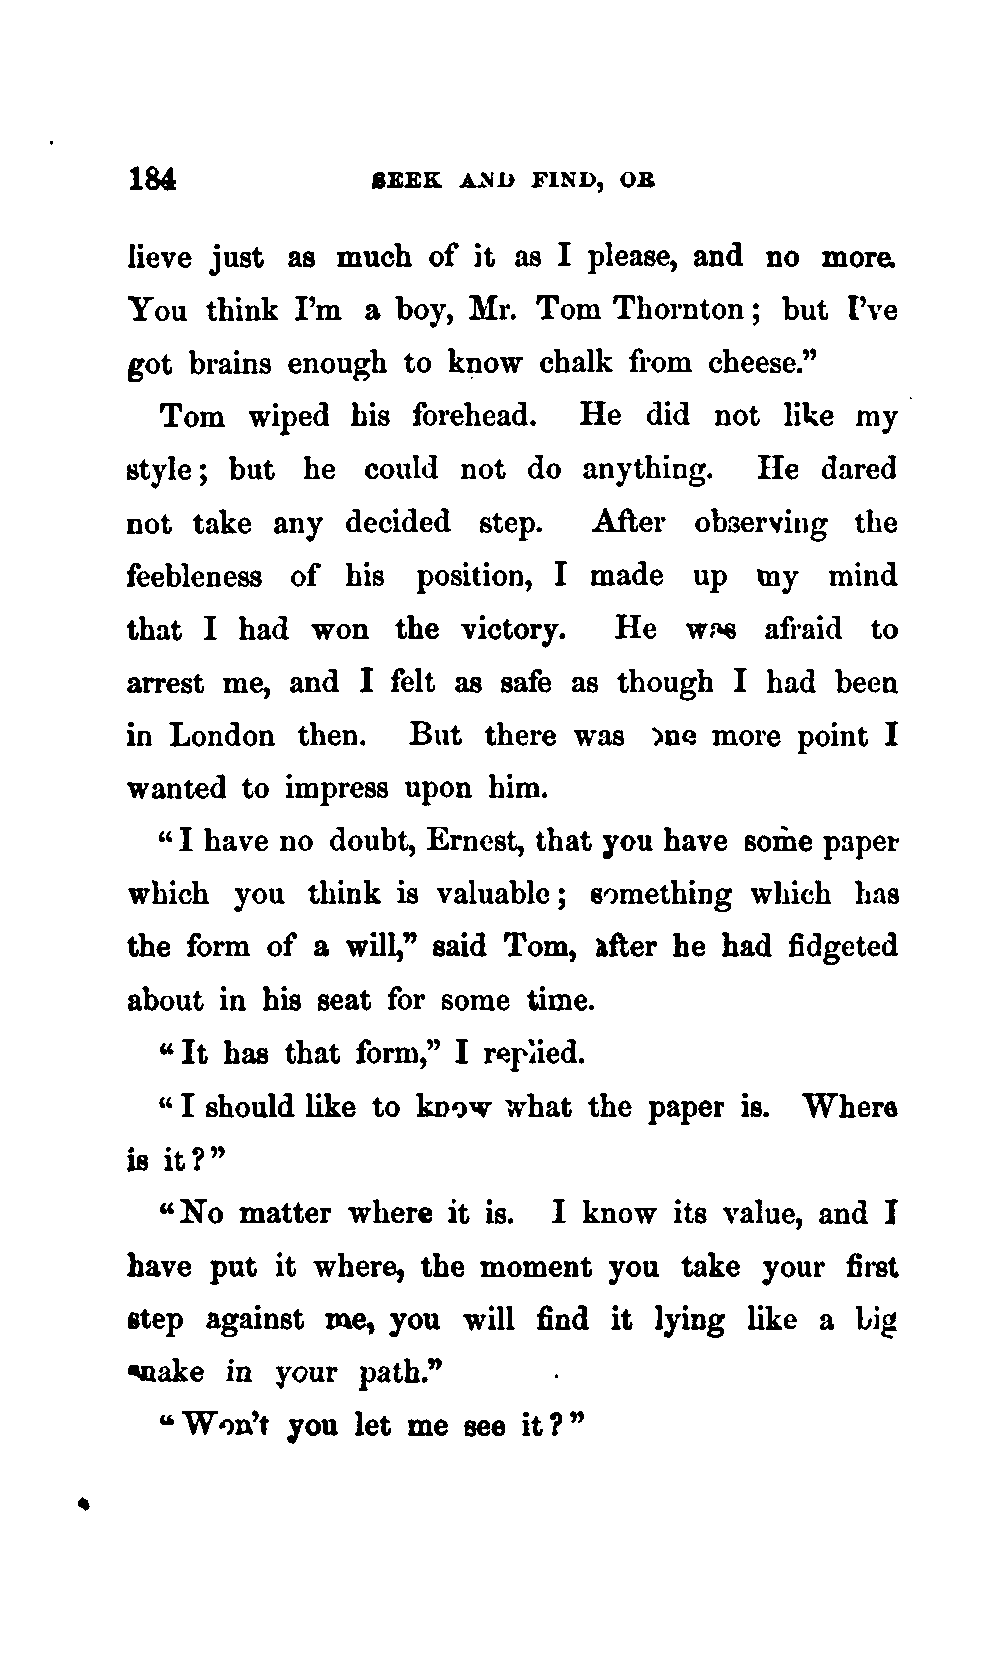 184 SEEK AND FIND, OR
lieve just as much of it as I please, and no more.
You think I'm a boy, Mr. Tom Thornton; but I've
got brains enough to know chalk from cheese."
Tom wiped his forehead. He did not like my
style; but he could not do anything. He dared
not take any decided step. After observing the
feebleness of his position, I made up my mind
that I had won the victory. He was afraid to
arrest me, and I felt as safe as though I had been
in London then. But there was one more point I
wanted to impress upon him.
"I have no doubt, Ernest, that you have some paper
which you think is valuable; something which has
the form of a will," said Tom, after he had fidgeted
about in his seat for some time.
"It has that form," I replied.
"I should like to know what the paper is. Where
is it?"
"No matter where it is. I know its value, and I
have put it where, the moment you take your first
step against me, you will find it lying like a big
snake in your path."
"Won't you let me see it?"